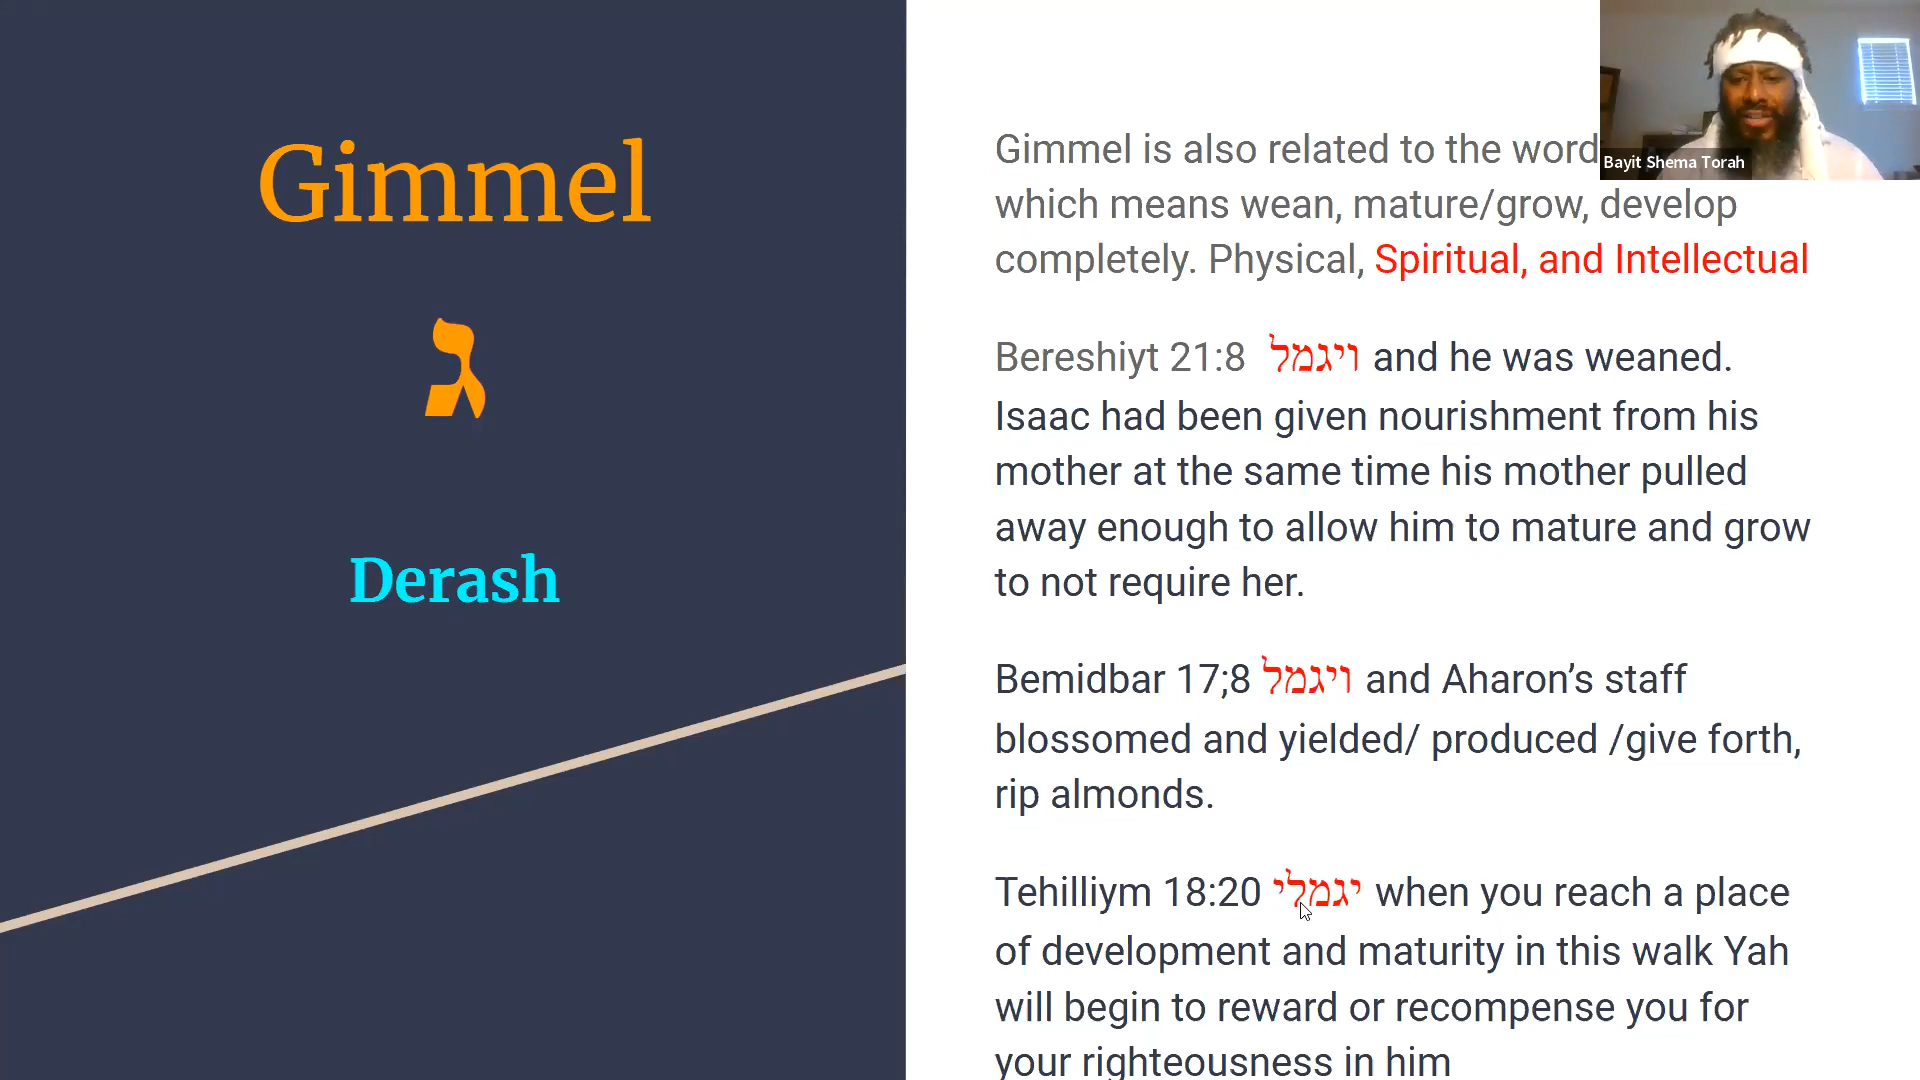 Gimmel
ג
Derash
Gimmel is also related to the word
which means wean, mature/grow, develop
completely. Physical, Spiritual, and Intellectual
Bereshiyt 21:8 ויגמל and he was weaned.
Isaac had been given nourishment from his
mother at the same time his mother pulled
away enough to allow him to mature and grow
to not require her.
Bemidbar 17;8 ויגמל and Aharon’s staff
blossomed and yielded/ produced /give forth,
rip almonds.
Tehilliym 18:20 יגמלי when you reach a place
of development and maturity in this walk Yah
will begin to reward or recompense you for
your righteousness in him
Bayit Shema Torah